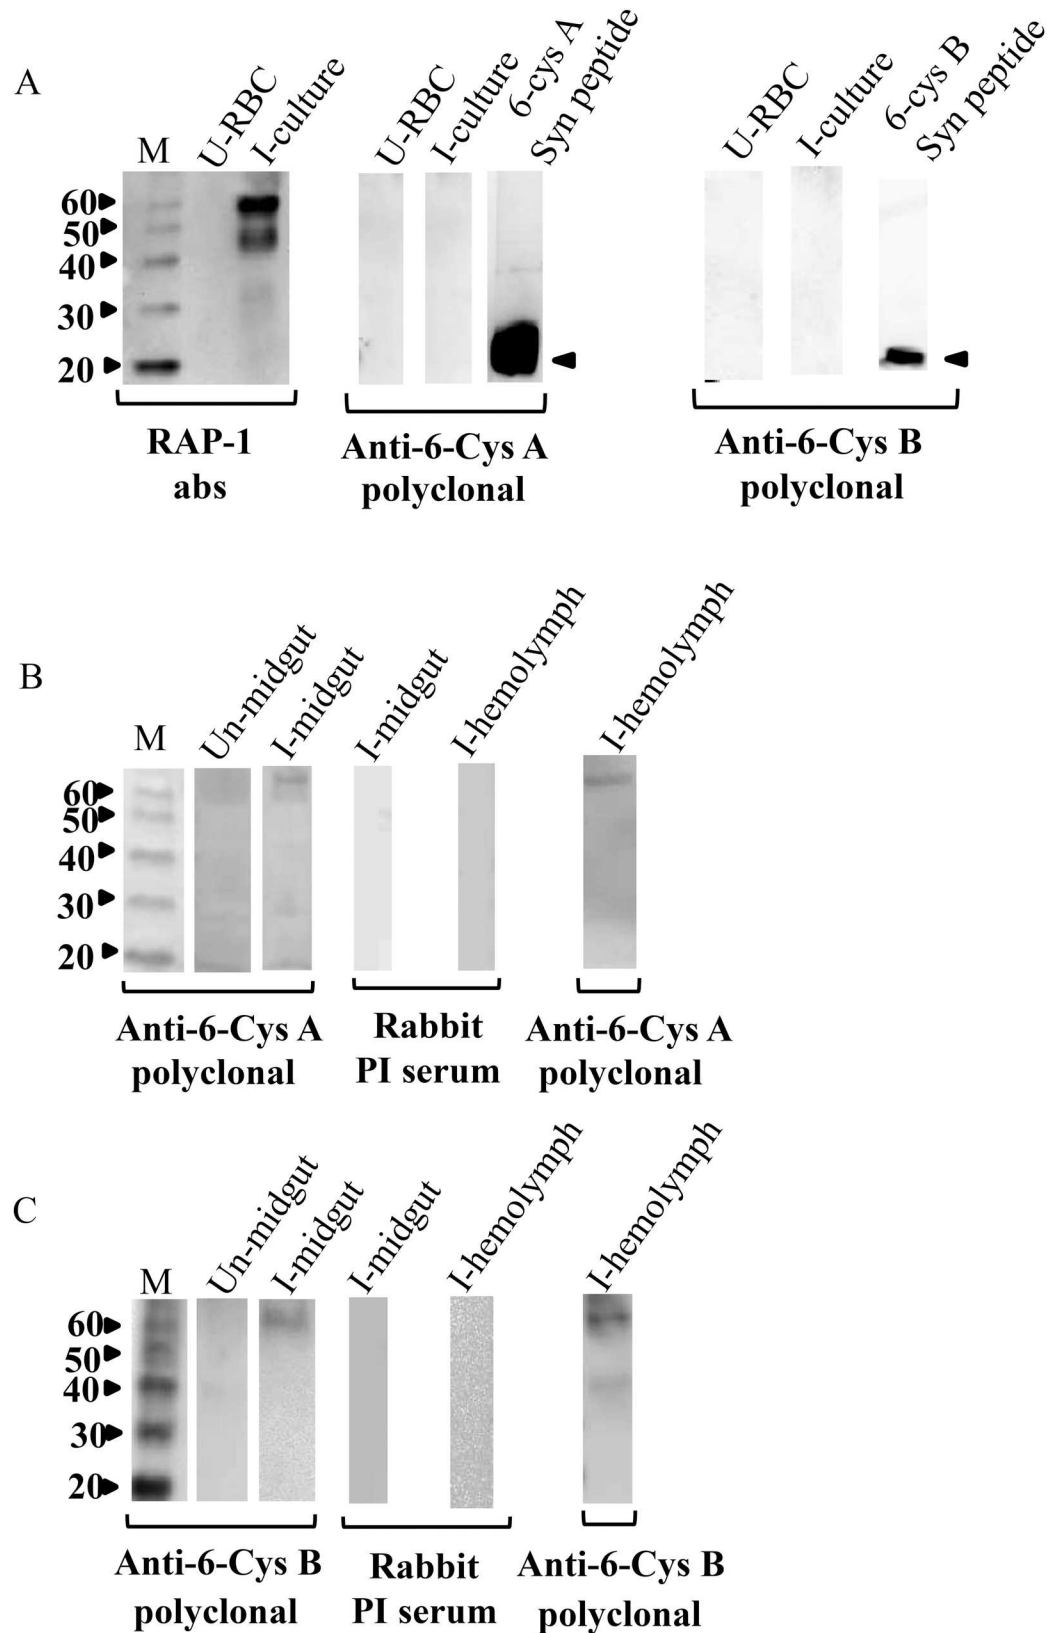 A
M
U-RBC
I-culture
U-RBC
I-culture
6-cys A
Syn peptide
U-RBC
I-culture
6-cys B
Syn peptide
60
50
40
30
20
RAP-1
abs
Anti-6-Cys A
polyclonal
Anti-6-Cys B
polyclonal
B
M
Un-midgut
I-midgut
I-midgut
I-hemolymph
I-hemolymph
60
50
40
30
20
Anti-6-Cys A
polyclonal
Rabbit
PI serum
Anti-6-Cys A
polyclonal
C
M
Un-midgut
I-midgut
I-midgut
I-hemolymph
I-hemolymph
60
50
40
30
20
Anti-6-Cys B
polyclonal
Rabbit
PI serum
Anti-6-Cys B
polyclonal